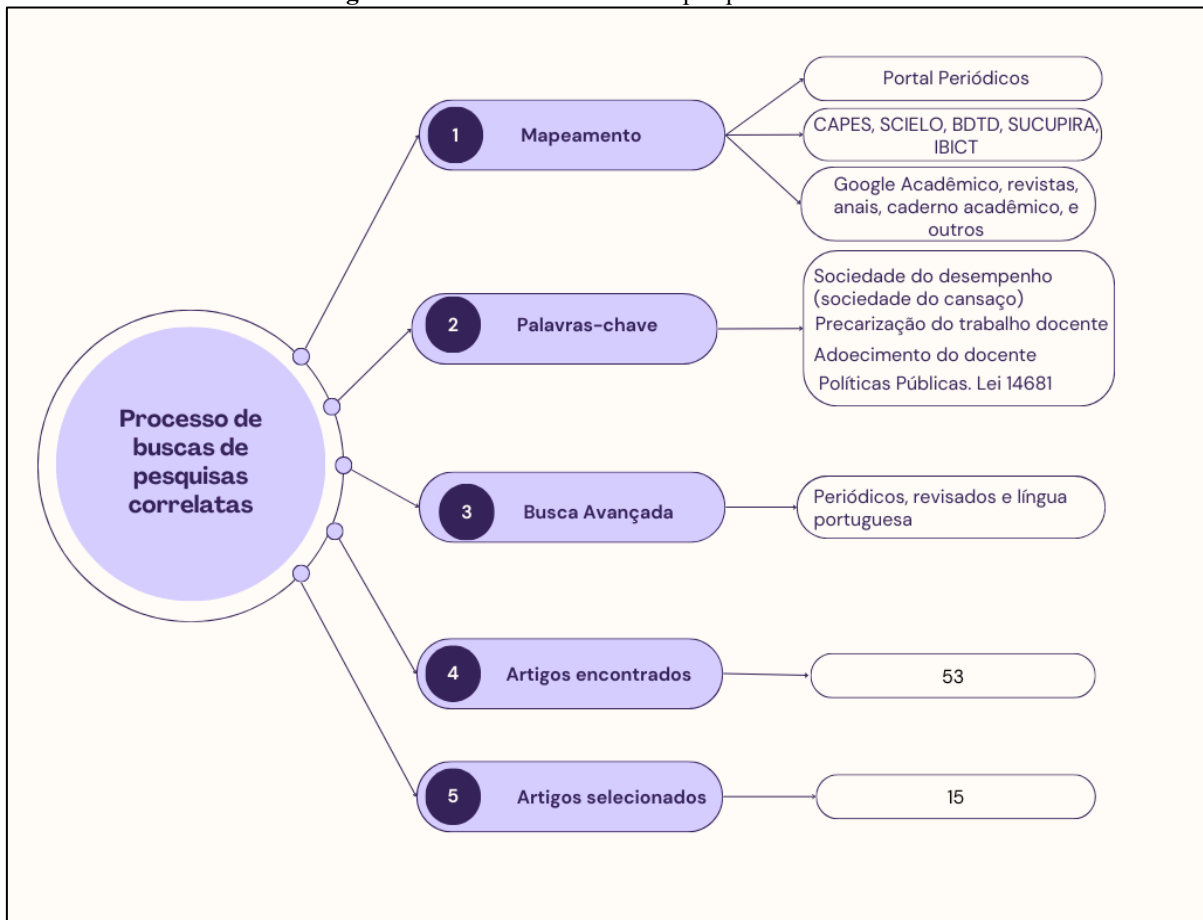 Processo de
buscas de
pesquisas
correlatas
1
Mapeamento
Portal Periódicos
CAPES, SCIELO, BDTD, SUCUPIRA,
IBICT
Google Acadêmico, revistas,
anais, caderno acadêmico, e
outros
2
Palavras-chave
Sociedade do desempenho
(sociedade do cansaço)
Precarização do trabalho docente
Adoecimento do docente
Políticas Públicas. Lei 14681
3
Busca Avançada
Periódicos, revisados e língua
portuguesa
4
Artigos encontrados
53
5
Artigos selecionados
15